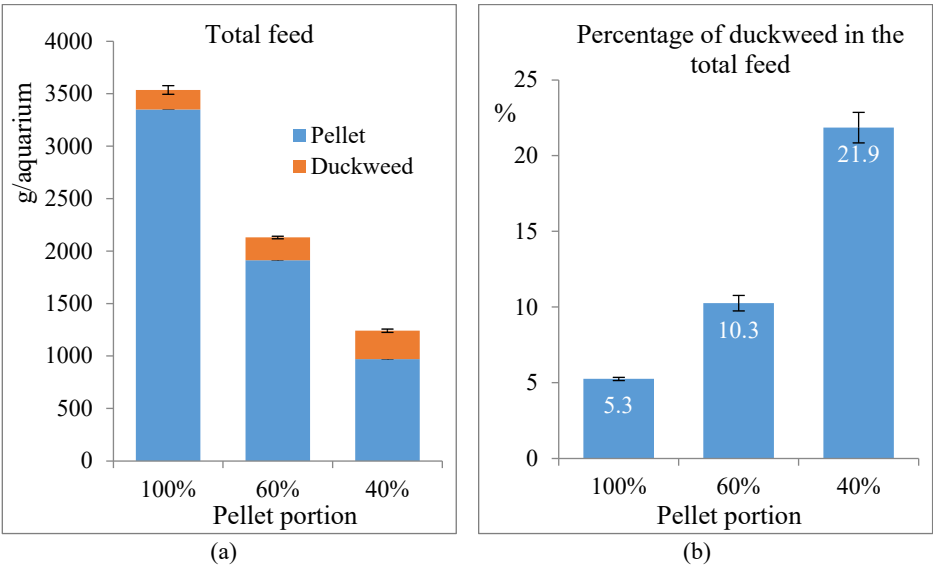 Total feed
4000
3500
3000
2500
2000
1500
1000
500
0
g/aquarium
Pellet
Duckweed
100% 60% 40%
Pellet portion
(a)
Percentage of duckweed in the
total feed
%
25
20
15
10
5
0
5.3
10.3
21.9
100% 60% 40%
Pellet portion
(b)